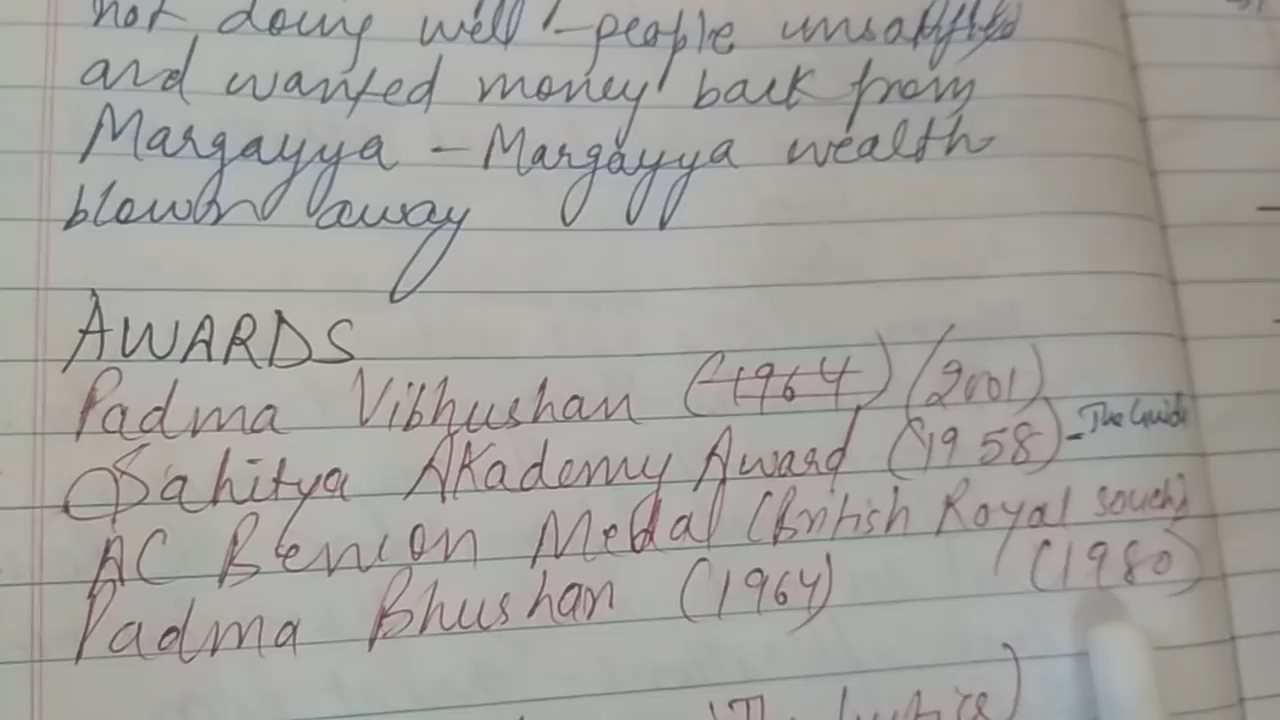 not doing well - people unsatisfied
and wanted money back from
Margayya - Margayya wealth
blown away
AWARDS
Padma Vibhushan (1964) (2001)
Sahitya Akademy Award (1958) - The Guide
AC Benson Medal (British Royal
(1980)
Padma Bhushan (1964)